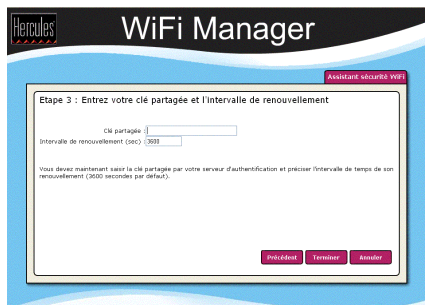 Hercules
WiFi Manager
Assistant sécurité WiFi
Etape 3 : Entrez votre clé partagée et l'intervalle de renouvellement
Clé partagée :
Intervalle de renouvellement (sec) : 3600
Vous devez maintenant saisir la clé partagée par votre serveur d'authentification et préciser l'intervalle de temps de son
renouvellement (3600 secondes par défaut).
Précédent Terminer Annuler